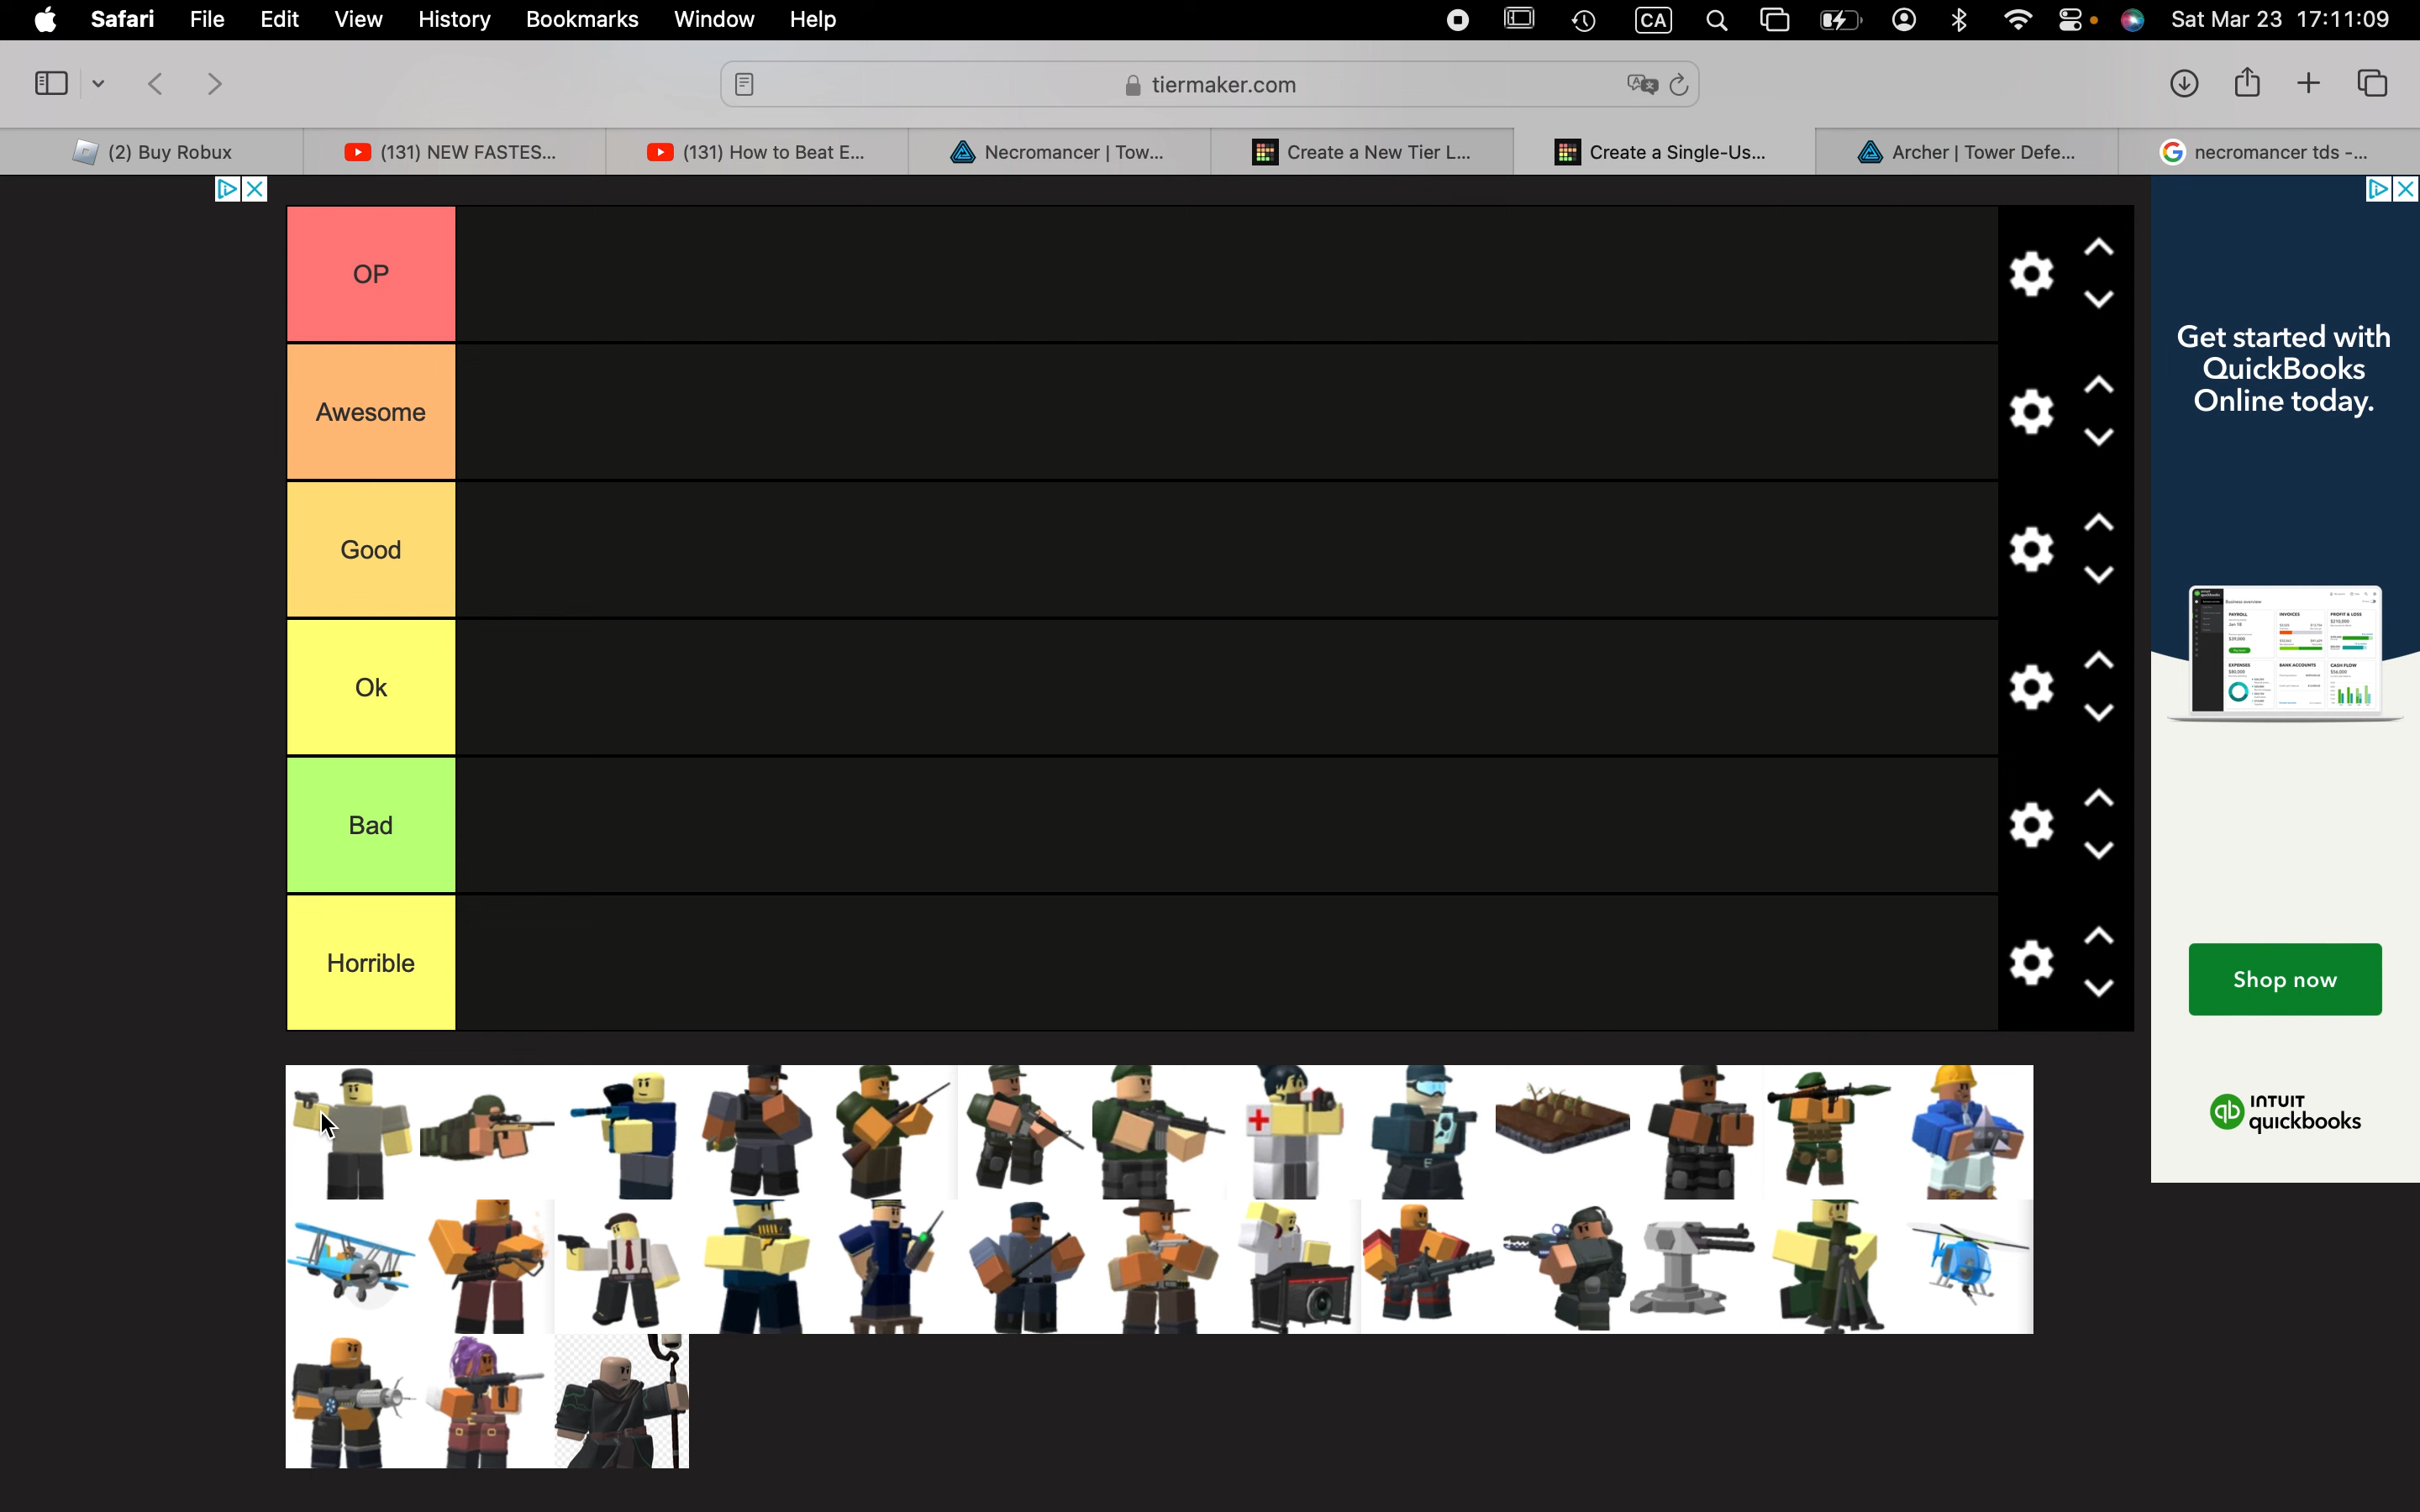 Safari File Edit View History Bookmarks Window Help CA Sat Mar 23 17:11:09
tiermaker.com
(2) Buy Robux
(131) NEW FASTES...
(131) How to Beat E...
Necromancer | Tow...
Create a New Tier L...
Create a Single-Us...
Archer | Tower Defe...
necromancer tds -...
OP
Awesome
Good
Ok
Bad
Horrible
Get started with
QuickBooks
Online today.
Shop now
qb INTUIT
quickbooks